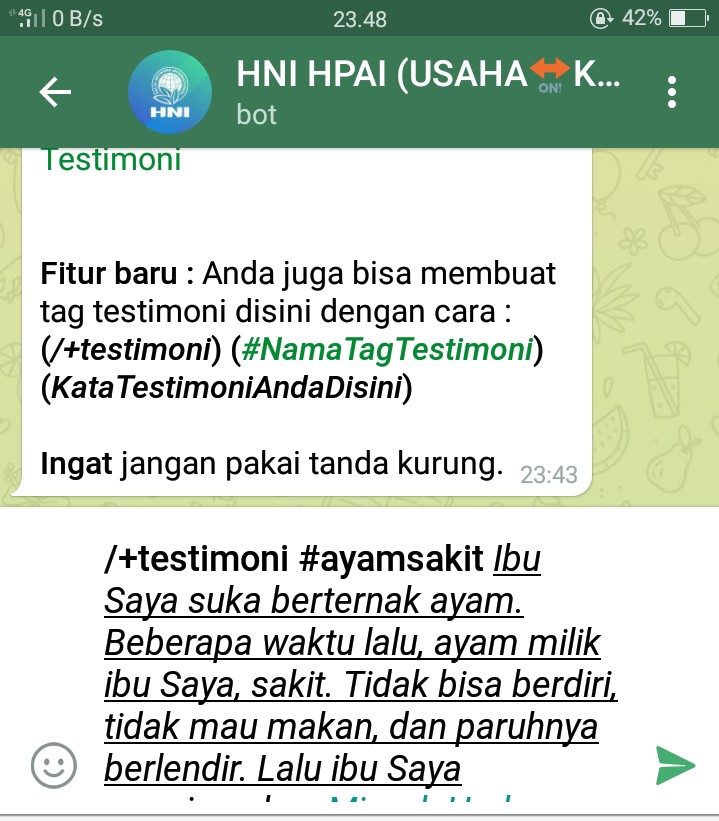 4G 0 B/s 23.48 42%
HNI
HNI HPAI (USAHA ON! K...
bot
Testimoni
Fitur baru : Anda juga bisa membuat
tag testimoni disini dengan cara :
(/+testimoni) (#NamaTagTestimoni)
(KataTestimoniAndaDisini)
Ingat jangan pakai tanda kurung. 23:43
/+testimoni #ayamsakit Ibu
Saya suka berternak ayam.
Beberapa waktu lalu, ayam milik
ibu Saya, sakit. Tidak bisa berdiri,
tidak mau makan, dan paruhnya
berlendir. Lalu ibu Saya